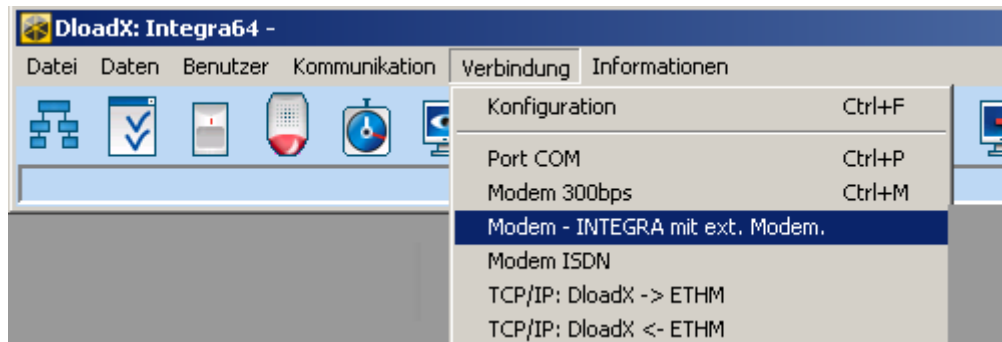 DloadX: Integra64 -
Datei Daten Benutzer Kommunikation Verbindung Informationen
Konfiguration Ctrl+F
Port COM Ctrl+P
Modem 300bps Ctrl+M
Modem - INTEGRA mit ext. Modem.
Modem ISDN
TCP/IP: DloadX -> ETHM
TCP/IP: DloadX <- ETHM